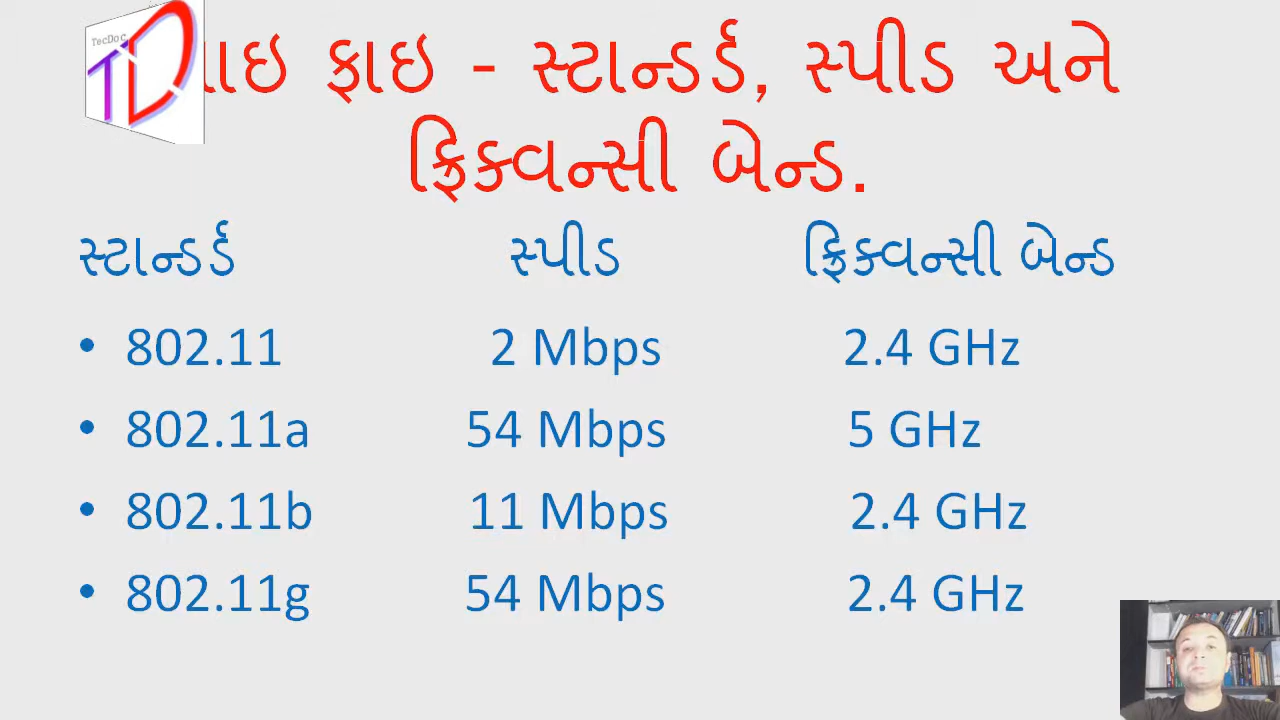 TecDoc
TD
ફાઇ - સ્ટાન્ડર્ડ, સ્પીડ અને
ફ્રિક્વન્સી બેન્ડ.
સ્ટાન્ડર્ડ સ્પીડ ફ્રિક્વન્સી બેન્ડ
• 802.11 2 Mbps 2.4 GHz
• 802.11a 54 Mbps 5 GHz
• 802.11b 11 Mbps 2.4 GHz
• 802.11g 54 Mbps 2.4 GHz